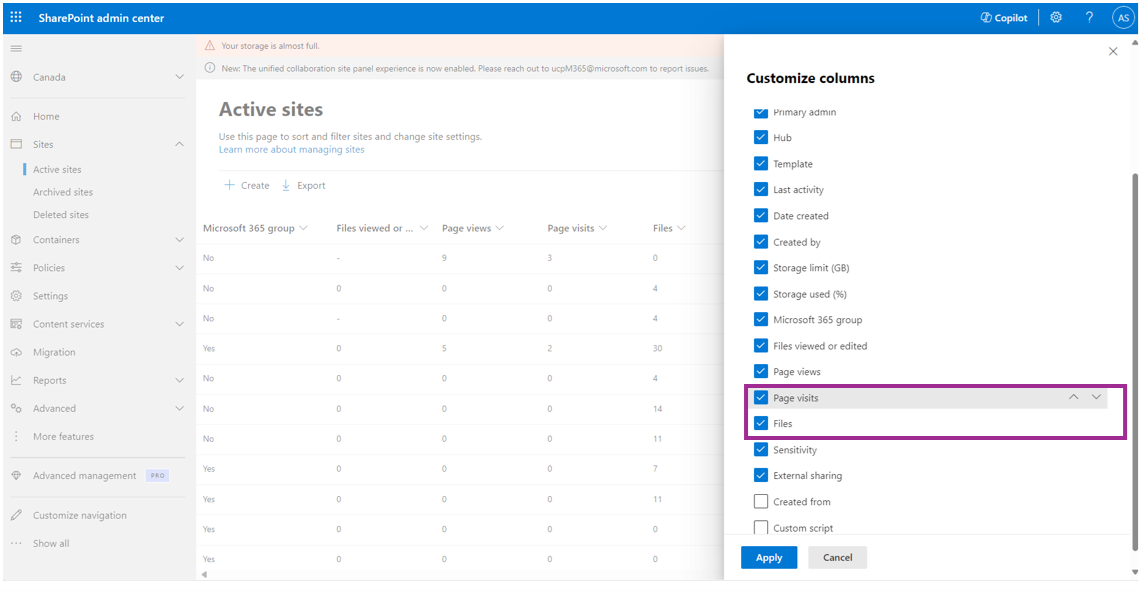 SharePoint admin center
Copilot
?
AS
Canada
Home
Sites
Active sites
Archived sites
Deleted sites
Containers
Policies
Settings
Content services
Migration
Reports
Advanced
More features
Advanced management PRO
Customize navigation
Show all
Your storage is almost full.
New: The unified collaboration site panel experience is now enabled. Please reach out to ucpM365@microsoft.com to report issues.
Active sites
Use this page to sort and filter sites and change site settings.
Learn more about managing sites
Create Export
Microsoft 365 group Files viewed or ... Page views Page visits Files
No - 9 3 0
No 0 0 0 4
No - 0 0 4
Yes 0 5 2 30
No 0 0 0 4
No 0 0 0 14
No 0 0 0 11
Yes 0 0 0 7
Yes 0 0 0 11
Yes 0 0 0 0
Yes 0 0 0 0
Customize columns
Primary admin
Hub
Template
Last activity
Date created
Created by
Storage limit (GB)
Storage used (%)
Microsoft 365 group
Files viewed or edited
Page views
Page visits
Files
Sensitivity
External sharing
Created from
Custom script
Apply Cancel